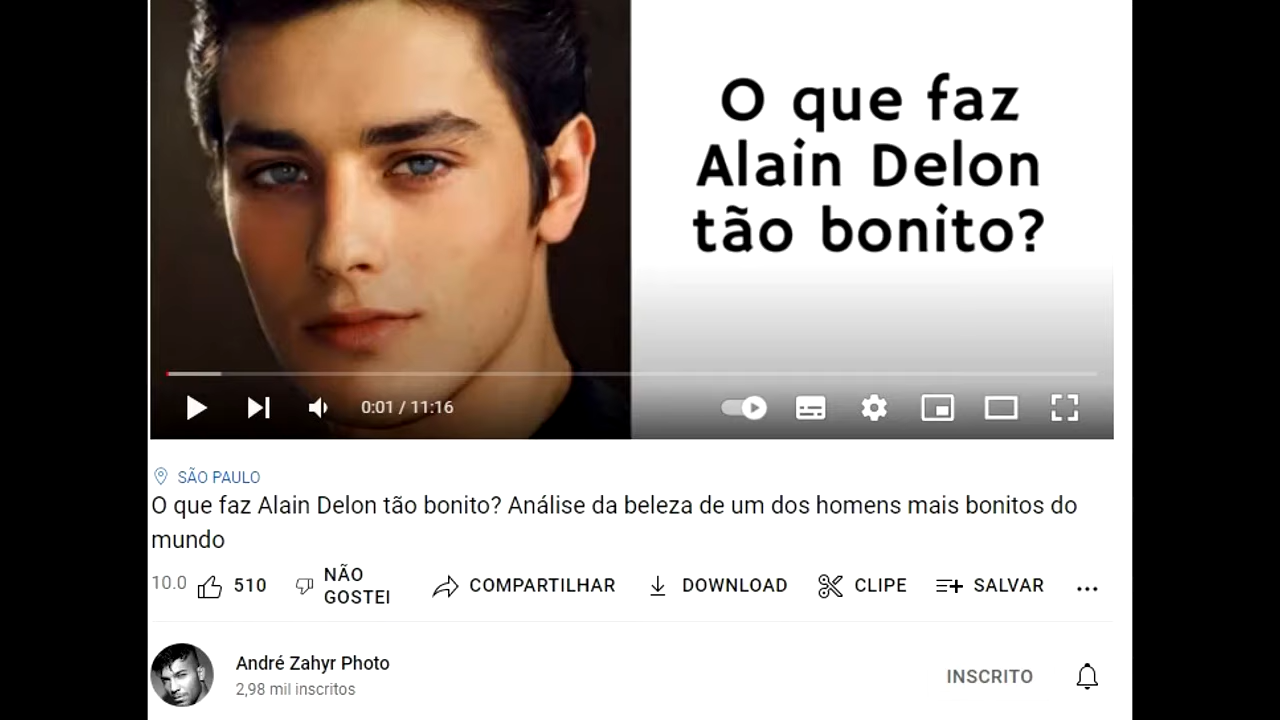 O que faz
Alain Delon
tão bonito?
0:01 / 11:16
SÃO PAULO
O que faz Alain Delon tão bonito? Análise da beleza de um dos homens mais bonitos do
mundo
10.0 510 NÃO GOSTEI COMPARTILHAR DOWNLOAD CLIPE SALVAR
André Zahyr Photo
2,98 mil inscritos
INSCRITO